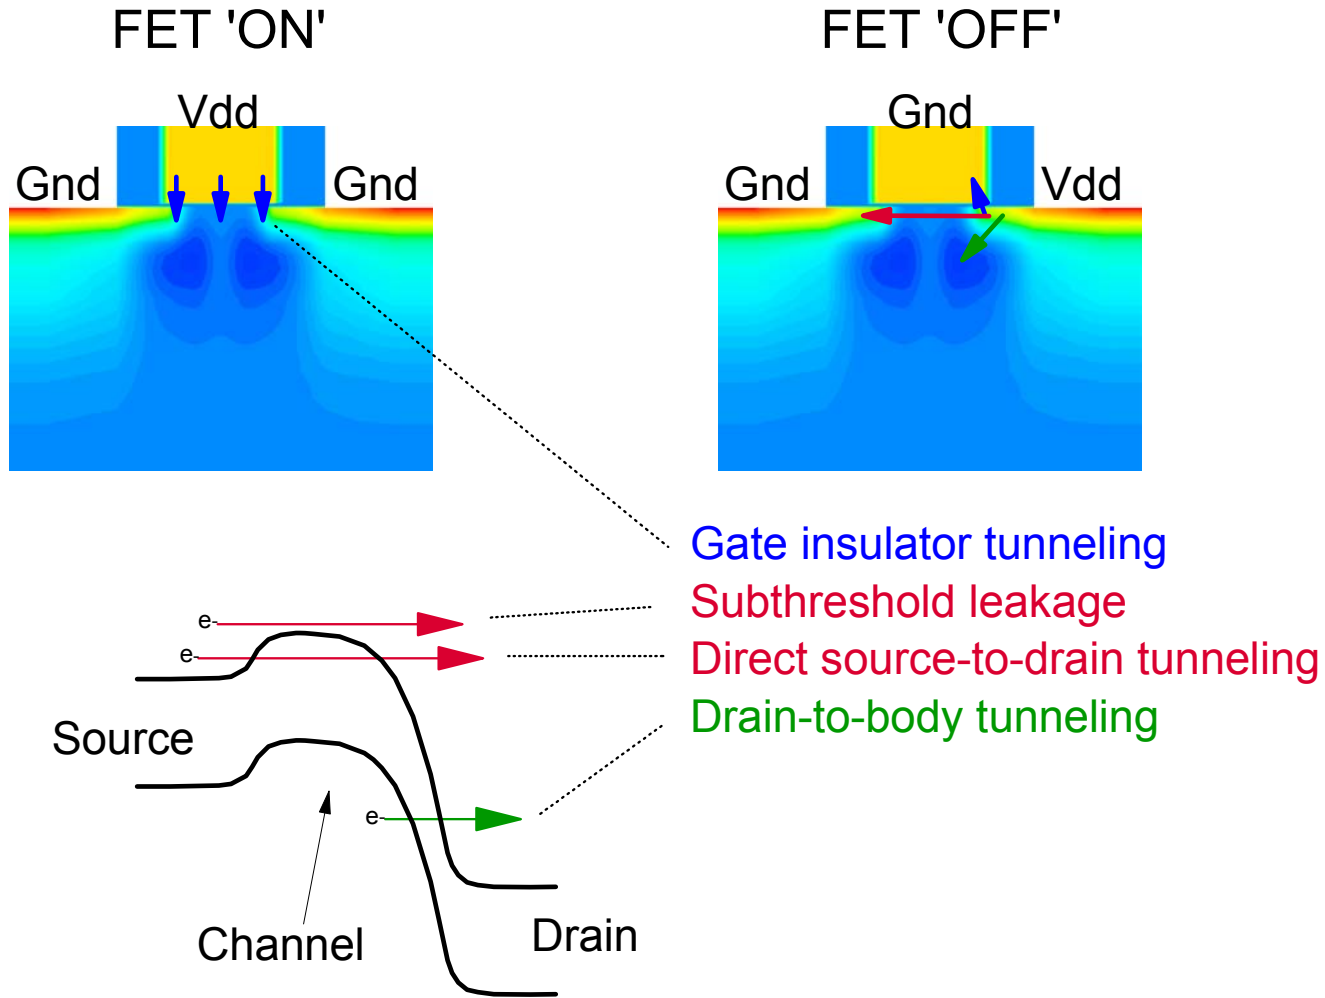 FET 'ON'
FET 'OFF'
Vdd
Gnd
Gnd
Gnd
Gnd
Gnd
Vdd
Gate insulator tunneling
Subthreshold leakage
Direct source-to-drain tunneling
Drain-to-body tunneling
e-
e-
Source
e-
Channel
Drain